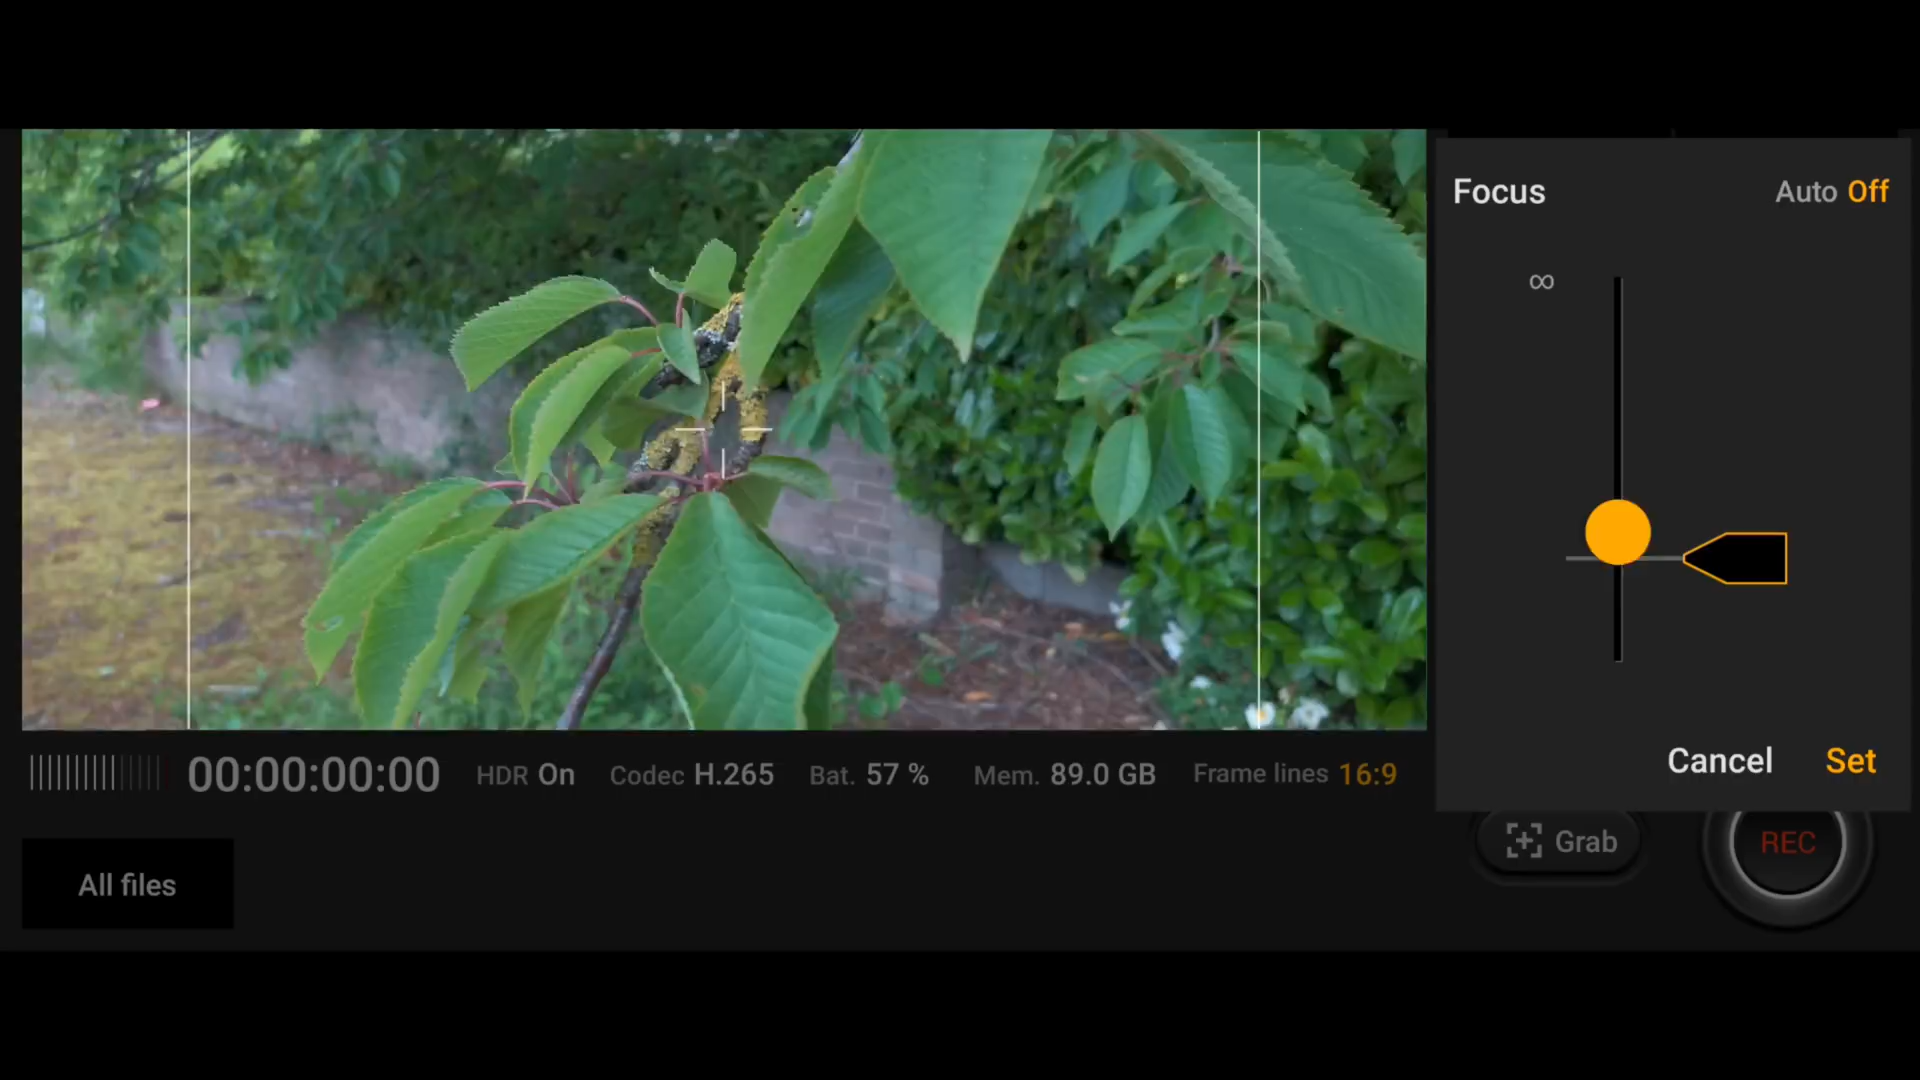 Focus
Auto Off
∞
Cancel
Set
00:00:00:00
HDR On
Codec H.265
Bat. 57 %
Mem. 89.0 GB
Frame lines 16:9
All files
Grab
REC